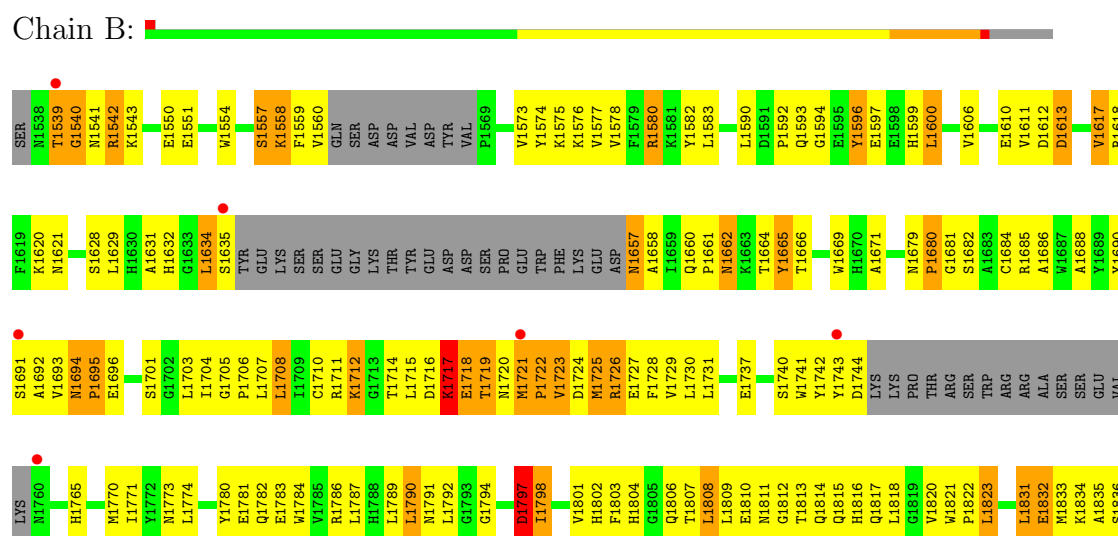 Chain B:
SER N1538 T1539 G1540 N1541 R1542 K1543 E1550 E1551 W1554 S1557 K1558 F1559 V1560 GLN SER ASP ASP VAL ASP TYR VAL P1569 V1573 Y1574 K1575 K1576 V1577 V1578 F1579 R1580 K1581 Y1582 L1583 L1590 D1591 P1592 Q1593 G1594 E1595 Y1596 E1597 E1598 H1599 L1600 V1606 E1610 V1611 D1612 D1613 V1617 R1618
F1619 K1620 N1621 S1628 L1629 H1630 A1631 H1632 G1633 L1634 S1635 TYR GLU LYS SER SER GLU GLY LYS THR TYR GLU ASP ASP SER PRO GLU TRP PHE LYS GLU ASP N1657 A1658 I1659 Q1660 P1661 N1662 K1663 T1664 Y1665 T1666 W1669 H1670 A1671 N1679 P1680 G1681 S1682 A1683 C1684 R1685 A1686 W1687 A1688 Y1689 Y1690
S1691 A1692 V1693 N1694 P1695 E1696 S1701 G1702 L1703 I1704 G1705 P1706 L1707 L1708 I1709 C1710 R1711 K1712 G1713 T1714 L1715 D1716 K1717 E1718 T1719 N1720 M1721 P1722 V1723 D1724 M1725 R1726 E1727 F1728 V1729 L1730 L1731 E1737 S1740 W1741 Y1742 Y1743 D1744 LYS LYS PRO THR ARG SER TRP ARG ARG ALA SER SER GLU VAL
LYS N1760 H1765 M1770 I1771 Y1772 N1773 L1774 Y1780 E1781 Q1782 E1783 W1784 V1785 R1786 L1787 H1788 L1789 L1790 N1791 L1792 G1793 G1794 D1797 I1798 V1801 H1802 F1803 H1804 G1805 Q1806 T1807 L1808 L1809 E1810 N1811 G1812 T1813 Q1814 Q1815 H1816 Q1817 L1818 G1819 V1820 W1821 P1822 L1823 L1831 E1832 M1833 K1834 A1835 S1836